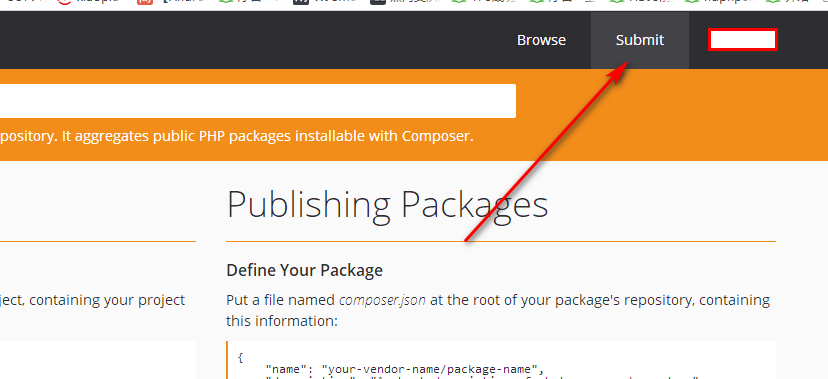 Browse
Submit
pository. It aggregates public PHP packages installable with Composer.
Publishing Packages
Define Your Package
ject, containing your project
Put a file named composer.json at the root of your package's repository, containing
this information:
{
"name": "your-vendor-name/package-name",